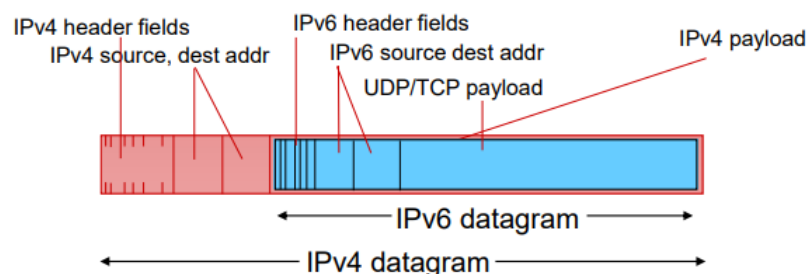 IPv4 header fields
IPv6 header fields
IPv4 payload
IPv4 source, dest addr
IPv6 source dest addr
UDP/TCP payload
IPv6 datagram
IPv4 datagram